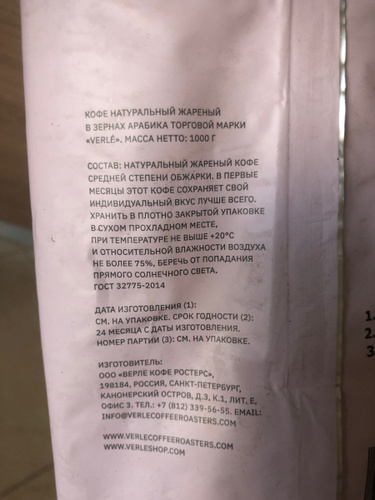 КОФЕ НАТУРАЛЬНЫЙ ЖАРЕНЫЙ
В ЗЕРНАХ АРАБИКА ТОРГОВОЙ МАРКИ
«VERLÉ». МАССА НЕТТО: 1000 Г
СОСТАВ: НАТУРАЛЬНЫЙ ЖАРЕНЫЙ КОФЕ
СРЕДНЕЙ СТЕПЕНИ ОБЖАРКИ. В ПЕРВЫЕ
МЕСЯЦЫ ЭТОТ КОФЕ СОХРАНЯЕТ СВОЙ
ИНДИВИДУАЛЬНЫЙ ВКУС ЛУЧШЕ ВСЕГО.
ХРАНИТЬ В ПЛОТНО ЗАКРЫТОЙ УПАКОВКЕ
В СУХОМ ПРОХЛАДНОМ МЕСТЕ,
ПРИ ТЕМПЕРАТУРЕ НЕ ВЫШЕ +20°C
И ОТНОСИТЕЛЬНОЙ ВЛАЖНОСТИ ВОЗДУХА
НЕ БОЛЕЕ 75%, БЕРЕЧЬ ОТ ПОПАДАНИЯ
ПРЯМОГО СОЛНЕЧНОГО СВЕТА.
ГОСТ 32775-2014
ДАТА ИЗГОТОВЛЕНИЯ (1):
СМ. НА УПАКОВКЕ. СРОК ГОДНОСТИ (2):
24 МЕСЯЦА С ДАТЫ ИЗГОТОВЛЕНИЯ.
НОМЕР ПАРТИИ (3): СМ. НА УПАКОВКЕ.
ИЗГОТОВИТЕЛЬ:
ООО «ВЕРЛЕ КОФЕ РОСТЕРС»,
198184, РОССИЯ, САНКТ-ПЕТЕРБУРГ,
КАНОНЕРСКИЙ ОСТРОВ, Д.3, К.1, ЛИТ, Е,
ОФИС 3. ТЕЛ.: +7 (812) 339-56-55. EMAIL:
INFO@VERLECOFFEEROASTERS.COM
WWW.VERLECOFFEEROASTERS.COM
WWW.VERLESHOP.COM
1.
2.
3